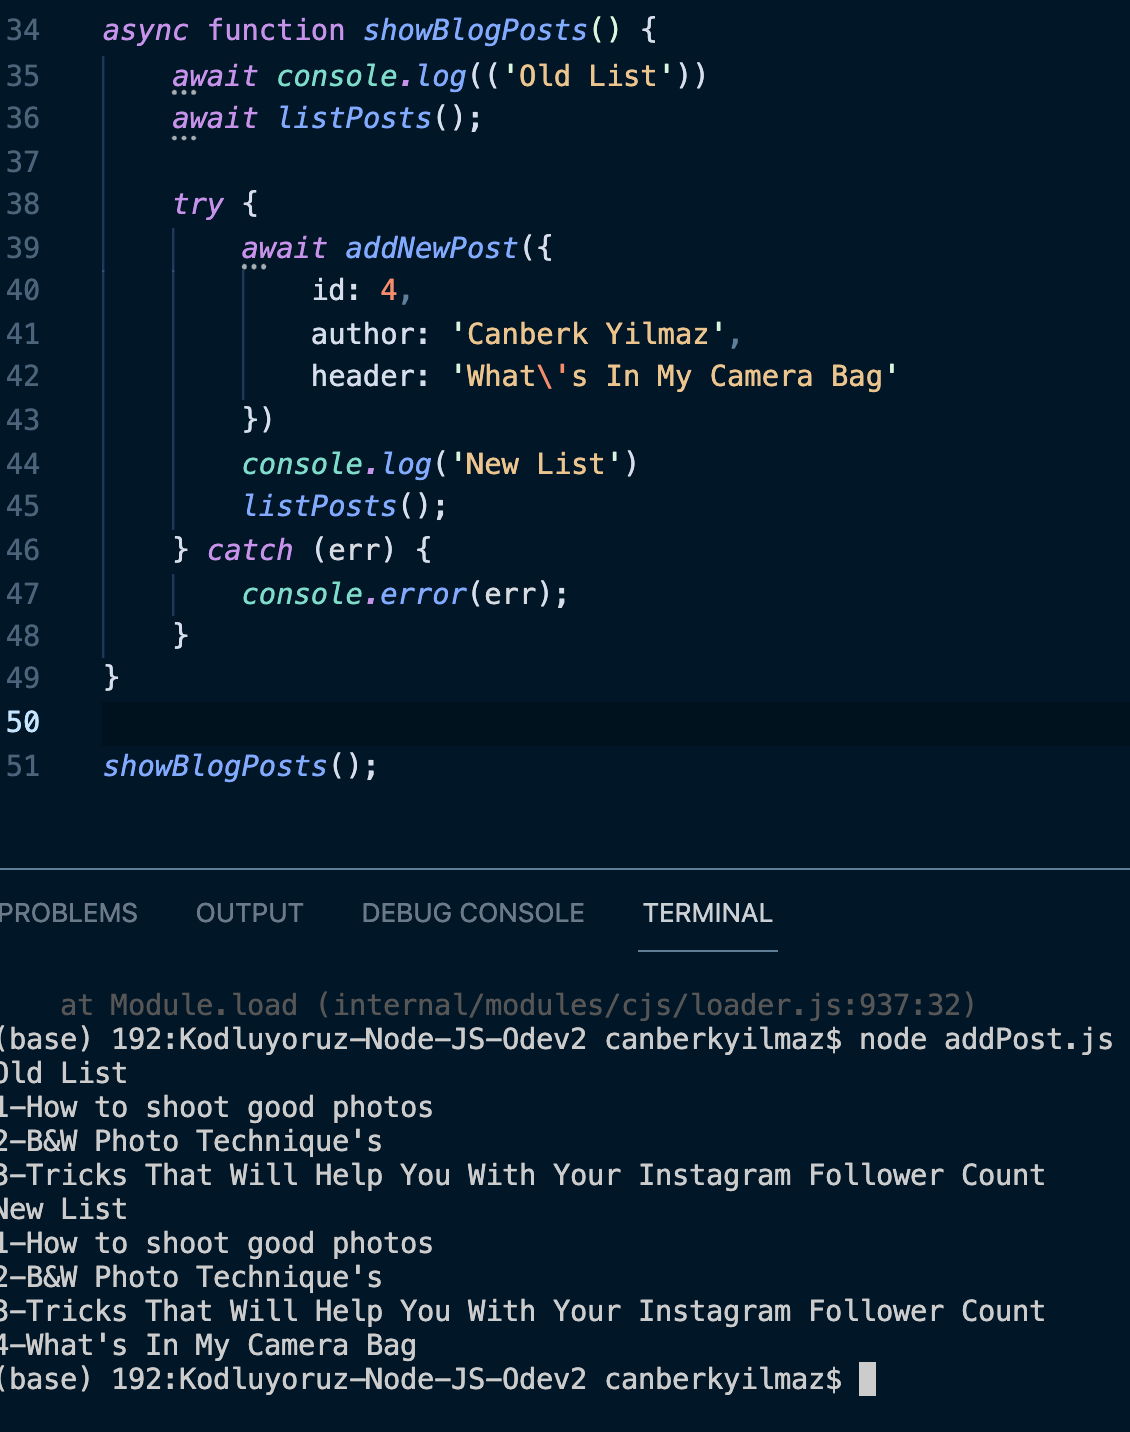 34 async function showBlogPosts() {
35 await console.log(('Old List'))
36 await listPosts();
37
38 try {
39 await addNewPost({
40 id: 4,
41 author: 'Canberk Yilmaz',
42 header: 'What\'s In My Camera Bag'
43 })
44 console.log('New List')
45 listPosts();
46 } catch (err) {
47 console.error(err);
48 }
49 }
50
51 showBlogPosts();
PROBLEMS OUTPUT DEBUG CONSOLE TERMINAL
at Module.load (internal/modules/cjs/loader.js:937:32)
(base) 192:Kodluyoruz-Node-JS-Odev2 canberkyilmaz$ node addPost.js
Old List
1-How to shoot good photos
2-B&W Photo Technique's
3-Tricks That Will Help You With Your Instagram Follower Count
New List
1-How to shoot good photos
2-B&W Photo Technique's
3-Tricks That Will Help You With Your Instagram Follower Count
4-What's In My Camera Bag
(base) 192:Kodluyoruz-Node-JS-Odev2 canberkyilmaz$